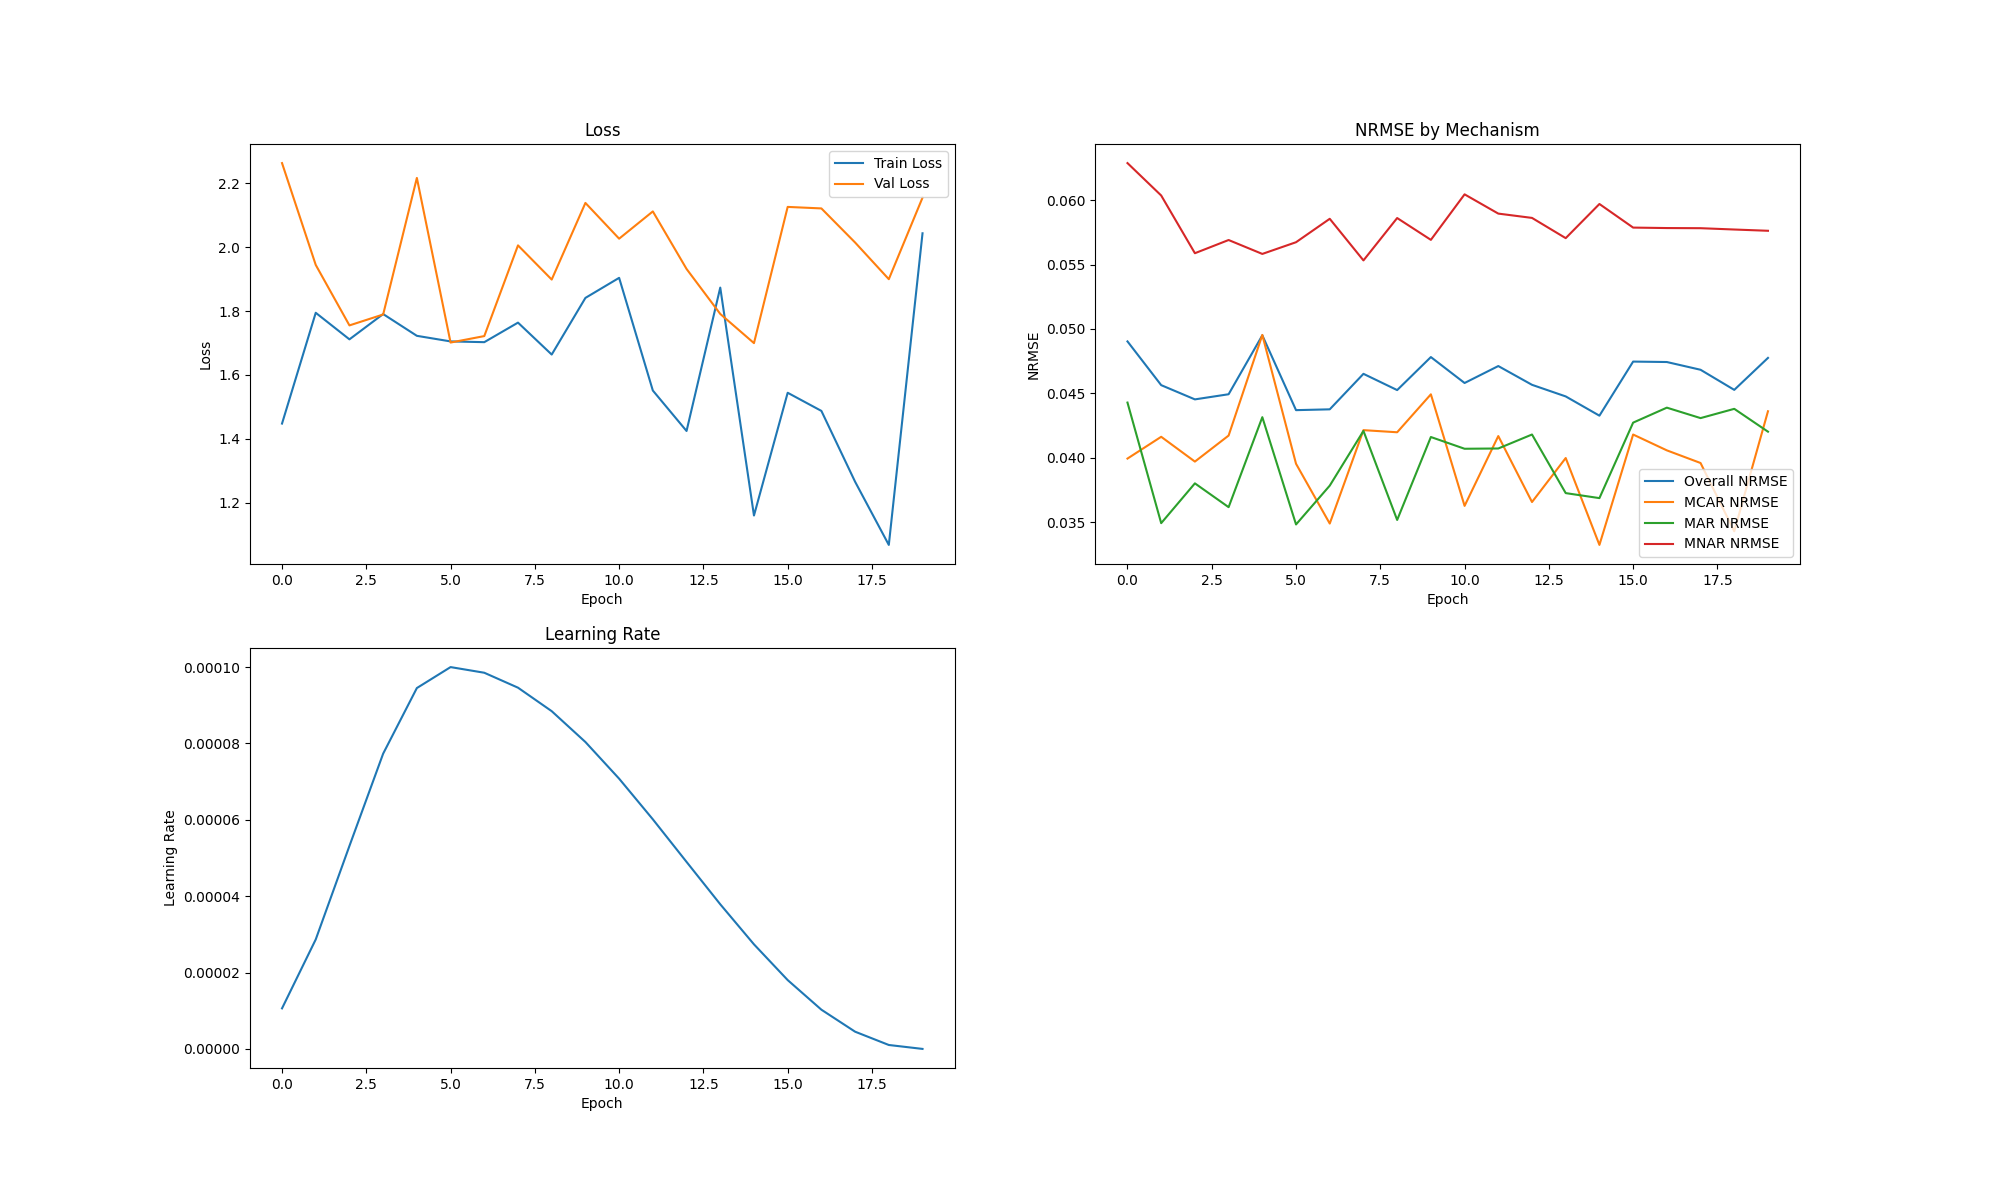 Loss
Train Loss
Val Loss
Loss
2.2
2.0
1.8
1.6
1.4
1.2
0.0 2.5 5.0 7.5 10.0 12.5 15.0 17.5
Epoch
NRMSE by Mechanism
NRMSE
0.060
0.055
0.050
0.045
0.040
0.035
Overall NRMSE
MCAR NRMSE
MAR NRMSE
MNAR NRMSE
0.0 2.5 5.0 7.5 10.0 12.5 15.0 17.5
Epoch
Learning Rate
Learning Rate
0.00010
0.00008
0.00006
0.00004
0.00002
0.00000
0.0 2.5 5.0 7.5 10.0 12.5 15.0 17.5
Epoch